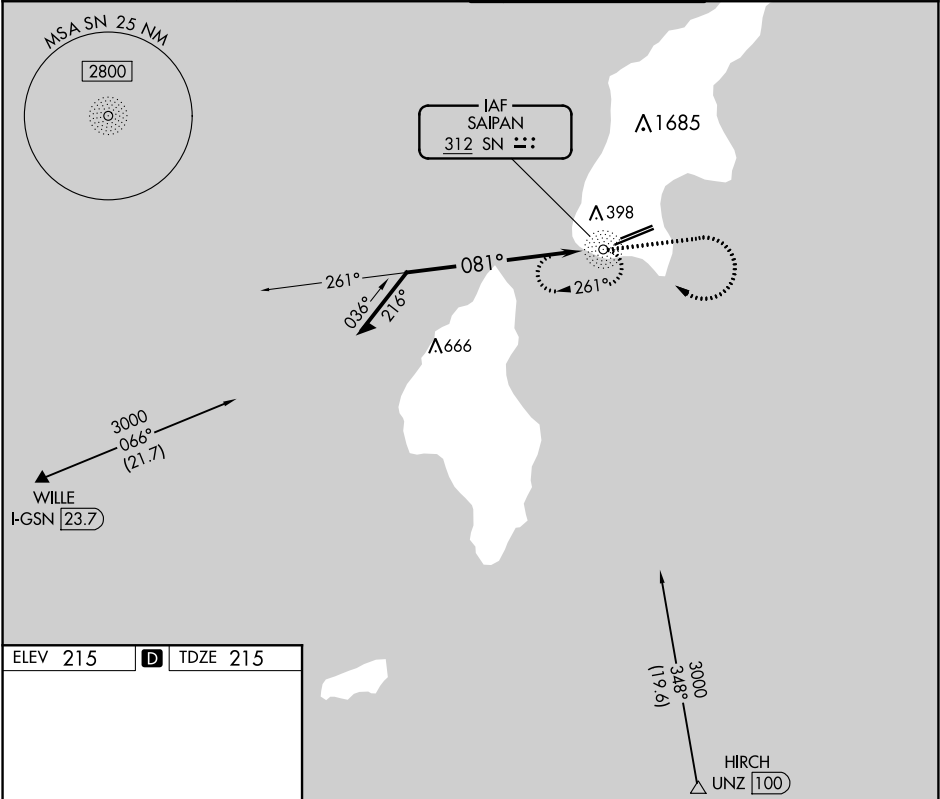 MSA SN 25 NM
2800
IAF
SAIPAN
312 SN
1685
398
261°
081°
261°
036°
216°
666
3000
066°
(21.7)
WILLE
I-GSN 23.7
3000
348°
(19.6)
HIRCH
UNZ 100
ELEV 215 D TDZE 215